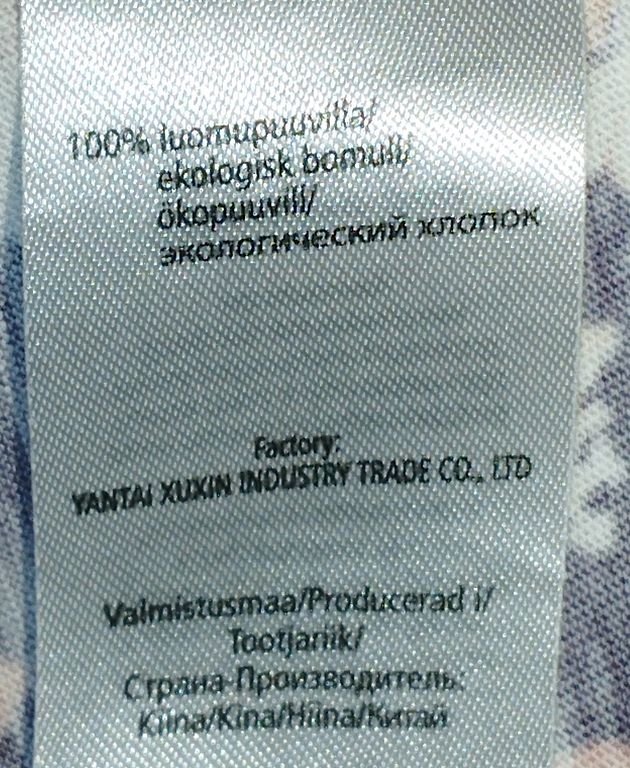 100% luomupuuvilla/
ekologisk bomull/
ökopuuvill/
экологический хлопок
Factory:
YANTAI XUXIN INDUSTRY TRADE CO., LTD
Valmistusmaa/Producerad i/
Tootjariik/
Страна-Производитель:
Kiina/Kina/Hiina/Китай